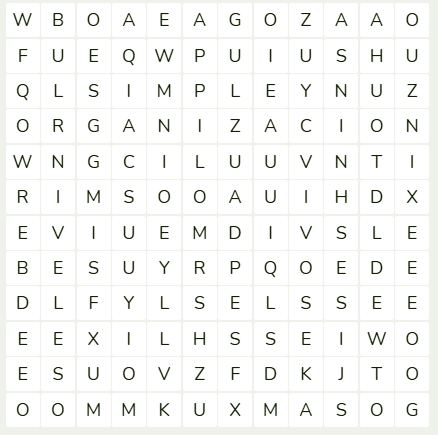 W B O A E A G O Z A A O
F U E Q W P U I U S H U
Q L S I M P L E Y N U Z
O R G A N I Z A C I O N
W N G C I L U U V N T I
R I M S O O A U I H D X
E V I U E M D I V S L E
B E S U Y R P Q O E D E
D L F Y L S E L S S E E
E E X I L H S S E I W O
E S U O V Z F D K J T O
O O M M K U X M A S O G